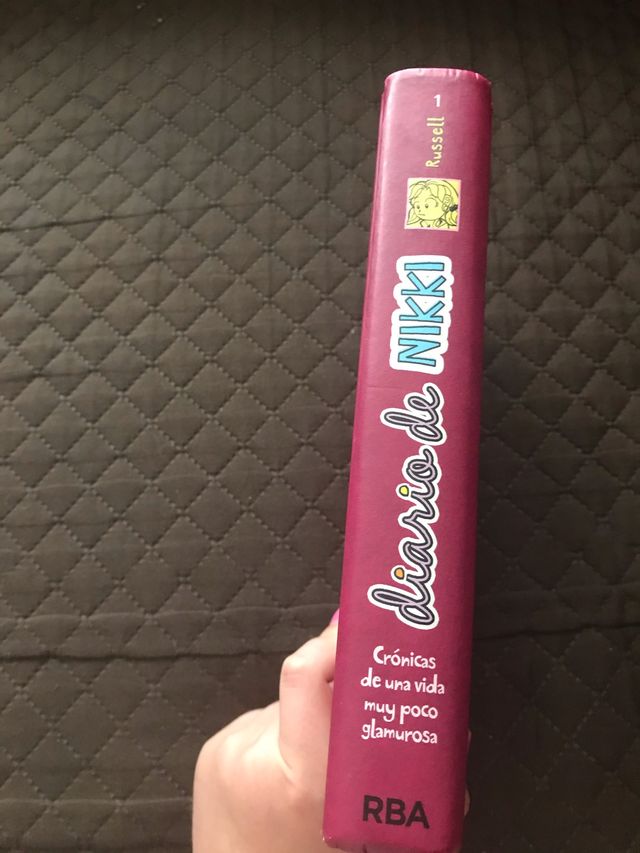 1
Russell
diario de NIKKI
Crónicas
de una vida
muy poco
glamurosa
RBA